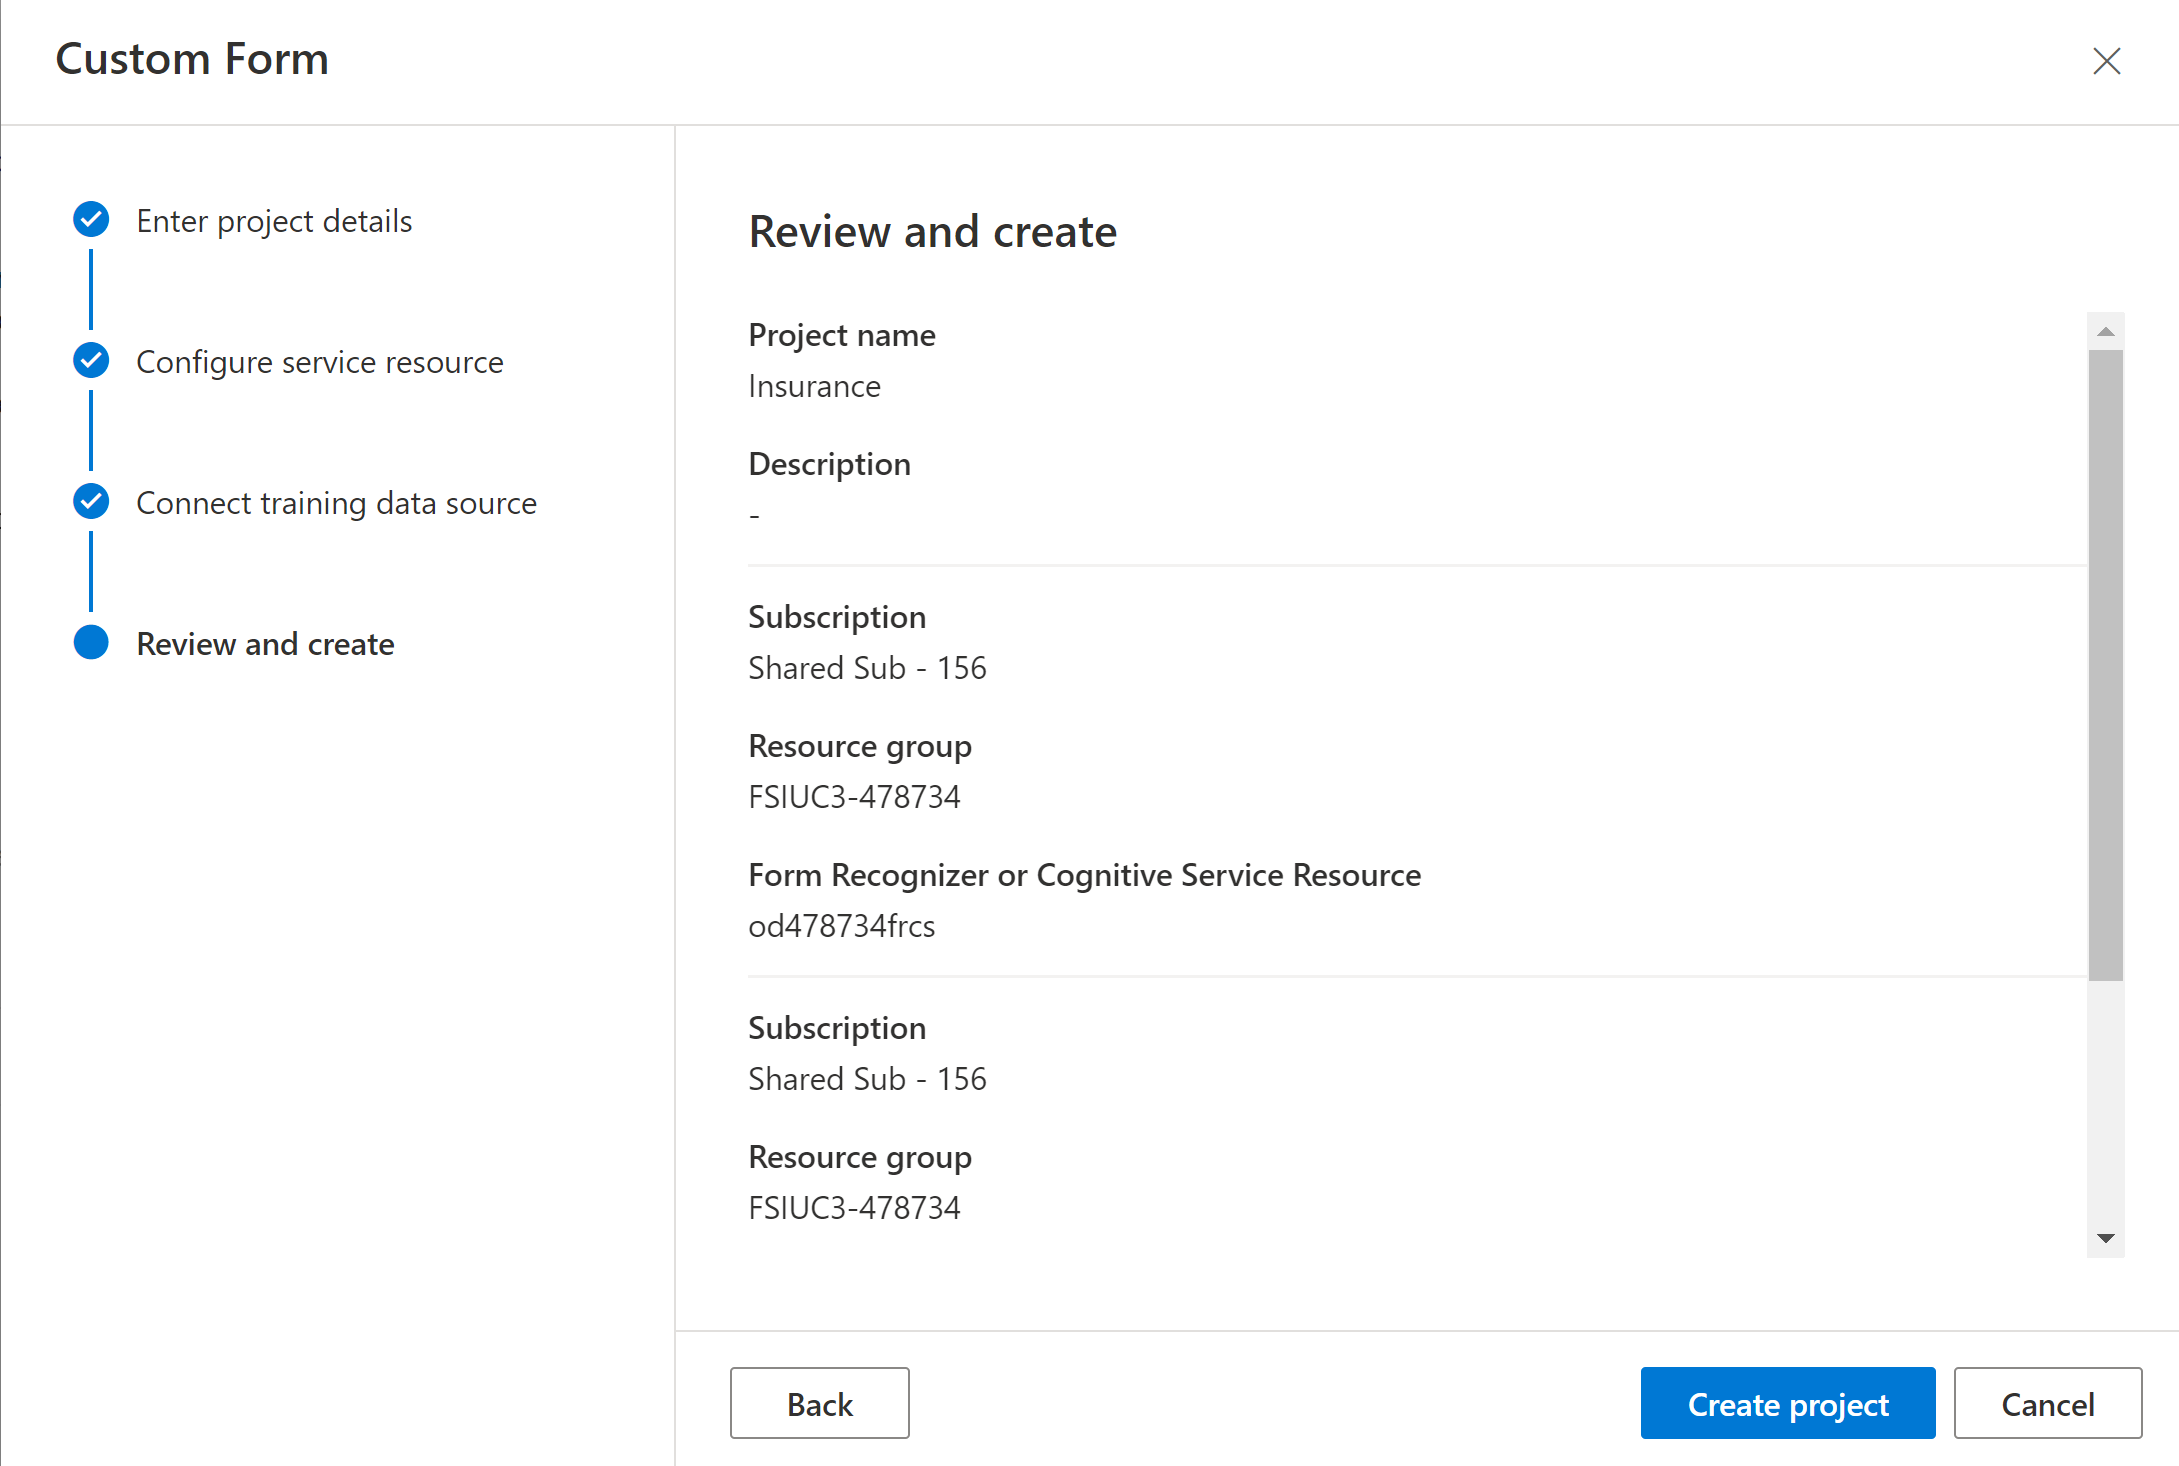 Custom Form
Enter project details
Configure service resource
Connect training data source
Review and create
Review and create
Project name
Insurance
Description
-
Subscription
Shared Sub - 156
Resource group
FSIUC3-478734
Form Recognizer or Cognitive Service Resource
od478734frcs
Subscription
Shared Sub - 156
Resource group
FSIUC3-478734
Back
Create project
Cancel